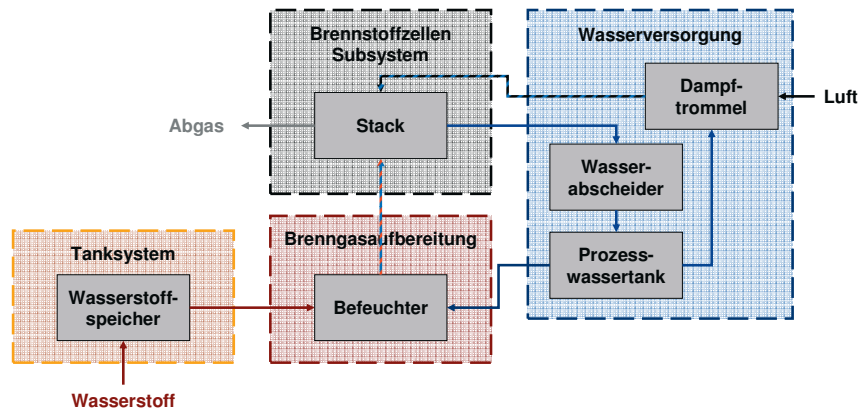 Brennstoffzellen
Subsystem
Wasserversorgung
Dampf-
trommel
Luft
Abgas
Stack
Wasser-
abscheider
Tanksystem
Brenngasaufbereitung
Prozess-
wassertank
Wasserstoff-
speicher
Befeuchter
Wasserstoff